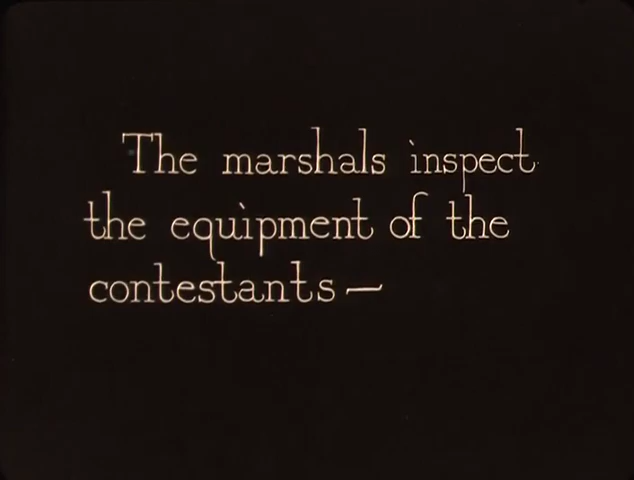 The marshals inspect
the equipment of the
contestants —